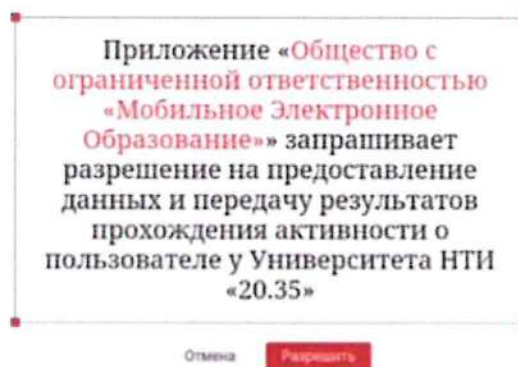 Приложение «Общество с
ограниченной ответственностью
«Мобильное Электронное
Образование»» запрашивает
разрешение на предоставление
данных и передачу результатов
прохождения активности о
пользователе у Университета НТИ
«20.35»
Отмена Разрешить